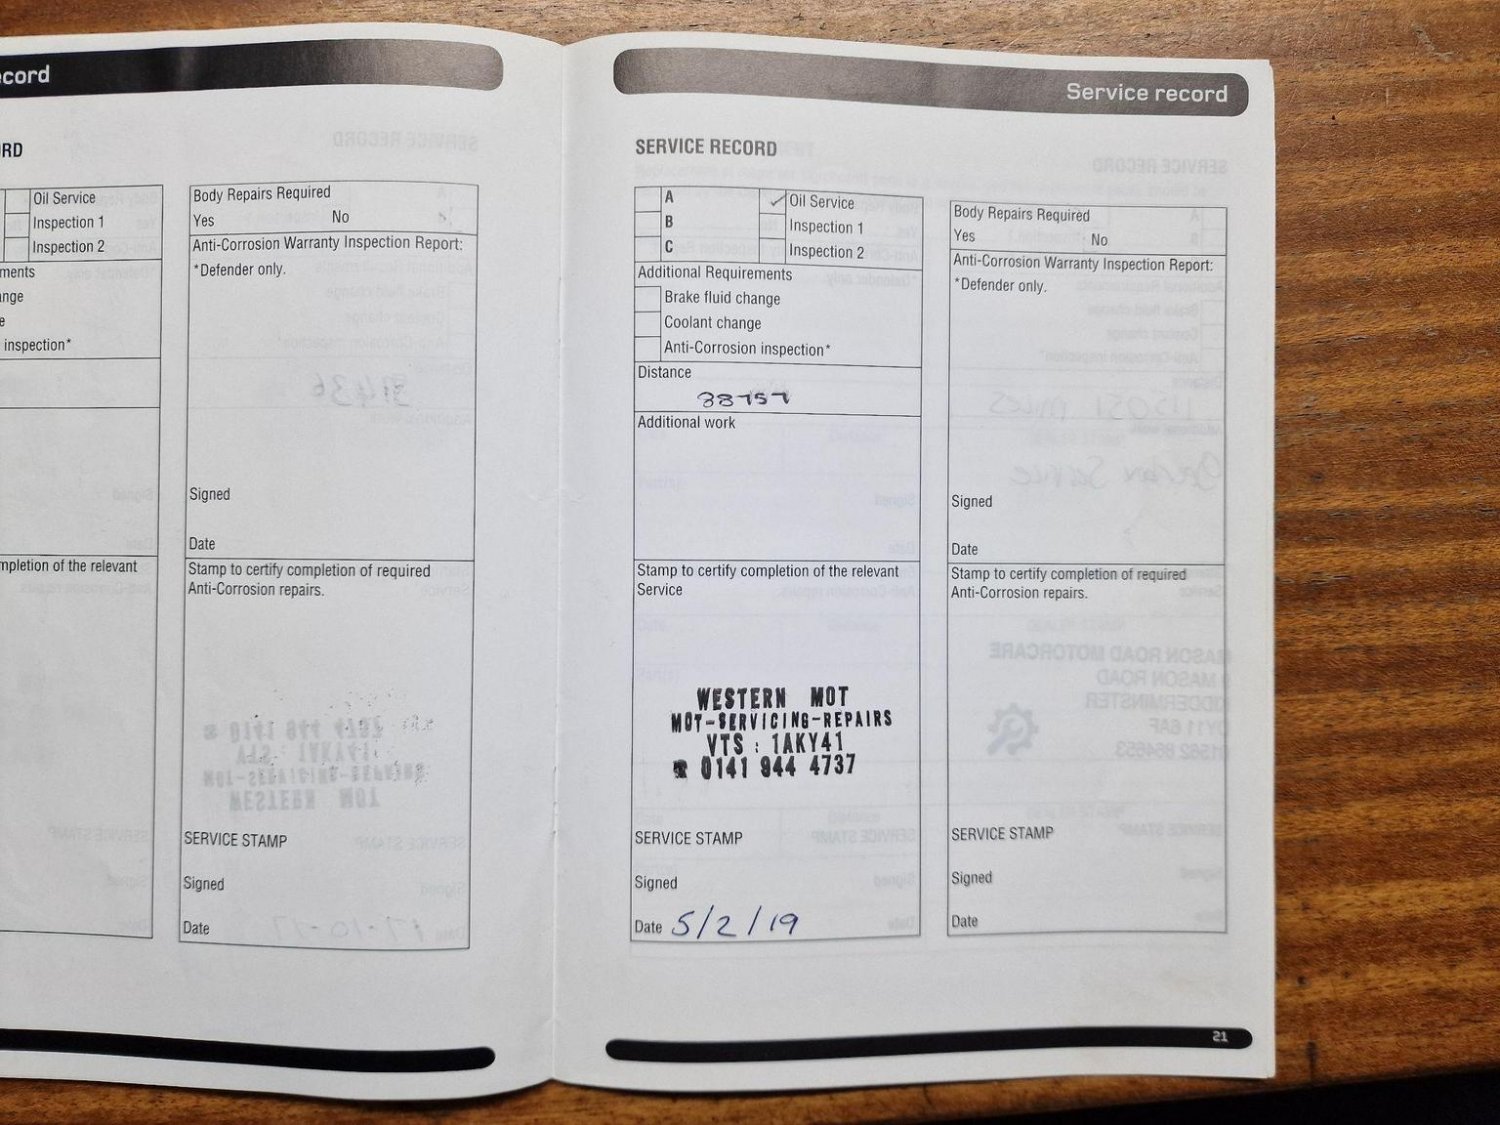 ecord
Service record
RD
Oil Service
Inspection 1
Inspection 2
ments
ange
e
inspection*
mpletion of the relevant
Body Repairs Required
Yes No
Anti-Corrosion Warranty Inspection Report:
*Defender only.
Signed
Date
Stamp to certify completion of required
Anti-Corrosion repairs.
SERVICE STAMP
Signed
Date
SERVICE RECORD
A Oil Service
B Inspection 1
C Inspection 2
Additional Requirements
Brake fluid change
Coolant change
Anti-Corrosion inspection*
Distance
38757
Additional work
Stamp to certify completion of the relevant
Service
WESTERN MOT
MOT-SERVICING-REPAIRS
VTS : 1AKY41
☎ 0141 944 4737
SERVICE STAMP
Signed
Date 5/2/19
Body Repairs Required
Yes No
Anti-Corrosion Warranty Inspection Report:
*Defender only.
Signed
Date
Stamp to certify completion of required
Anti-Corrosion repairs.
SERVICE STAMP
Signed
Date
21